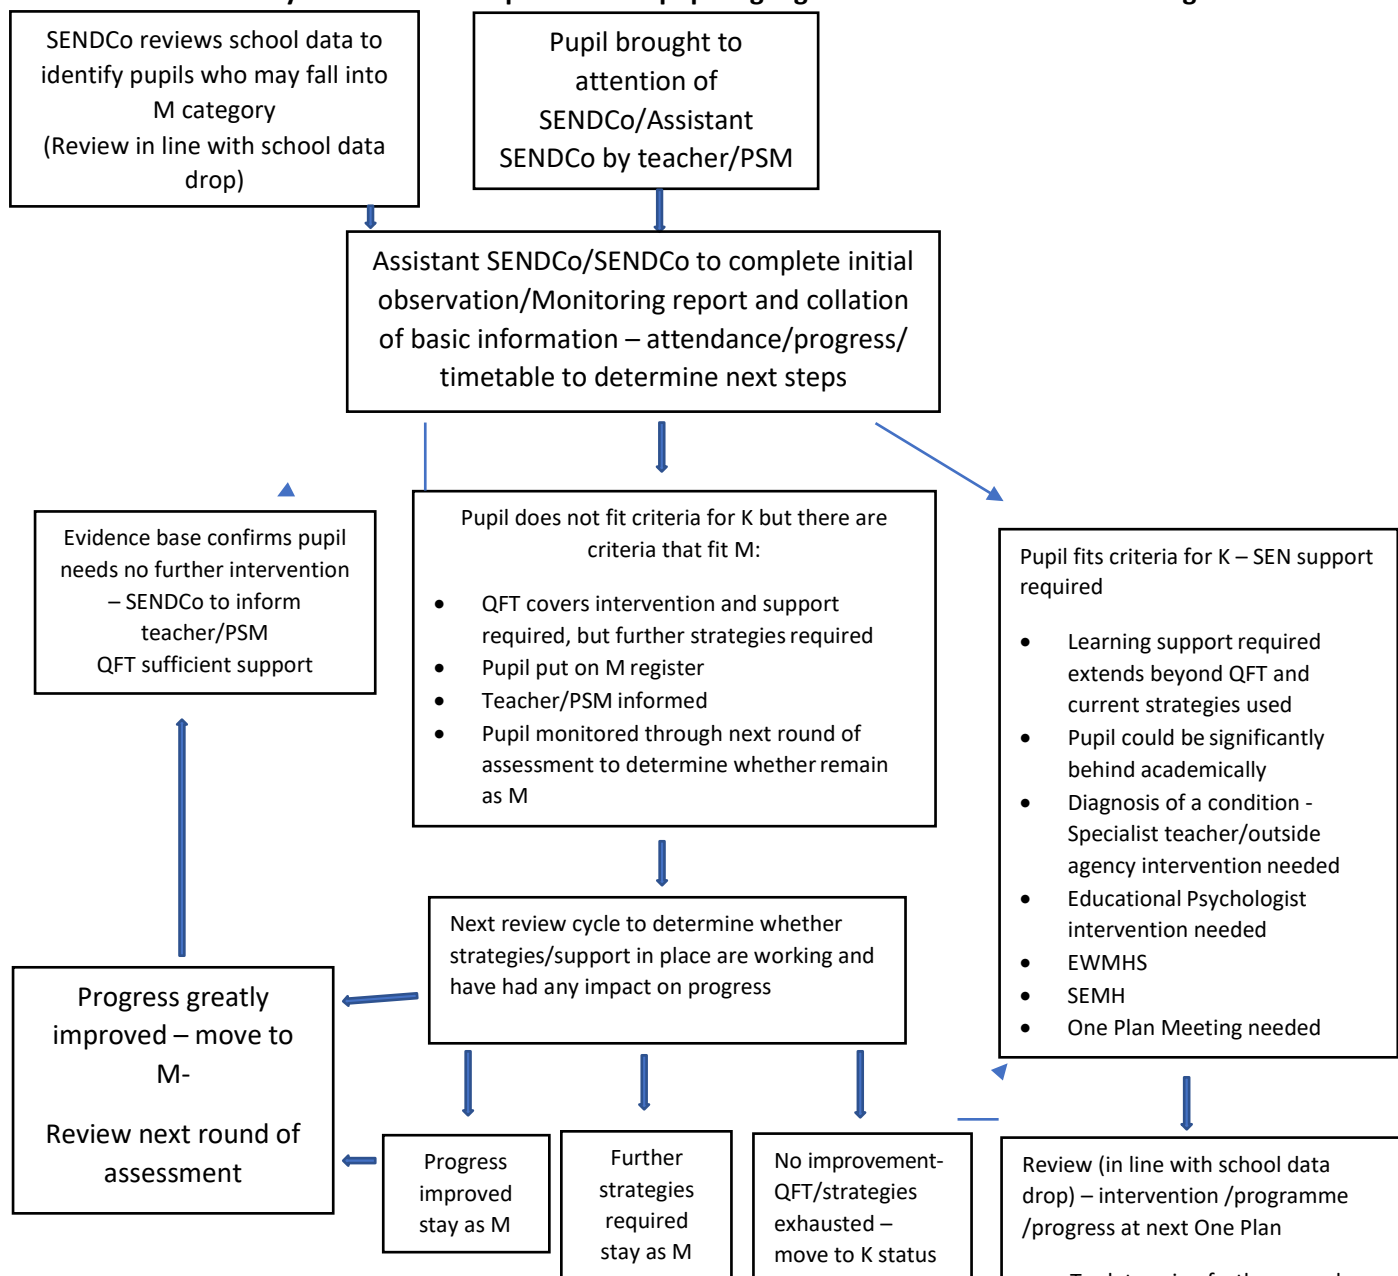 SENDCo reviews school data to
identify pupils who may fall into
M category
(Review in line with school data
drop)
Pupil brought to
attention of
SENDCo/Assistant
SENDCo by teacher/PSM
Assistant SENDCo/SENDCo to complete initial
observation/Monitoring report and collation
of basic information – attendance/progress/
timetable to determine next steps
Evidence base confirms pupil
needs no further intervention
– SENDCo to inform
teacher/PSM
QFT sufficient support
Pupil does not fit criteria for K but there are
criteria that fit M:
• QFT covers intervention and support
required, but further strategies required
• Pupil put on M register
• Teacher/PSM informed
• Pupil monitored through next round of
assessment to determine whether remain
as M
Pupil fits criteria for K – SEN support
required
• Learning support required
extends beyond QFT and
current strategies used
• Pupil could be significantly
behind academically
• Diagnosis of a condition -
Specialist teacher/outside
agency intervention needed
• Educational Psychologist
intervention needed
• EWMHS
• SEMH
• One Plan Meeting needed
Next review cycle to determine whether
strategies/support in place are working and
have had any impact on progress
Progress greatly
improved – move to
M-
Review next round of
assessment
Progress
improved
stay as M
Further
strategies
required
stay as M
No improvement-
QFT/strategies
exhausted –
move to K status
Review (in line with school data
drop) – intervention /programme
/progress at next One Plan